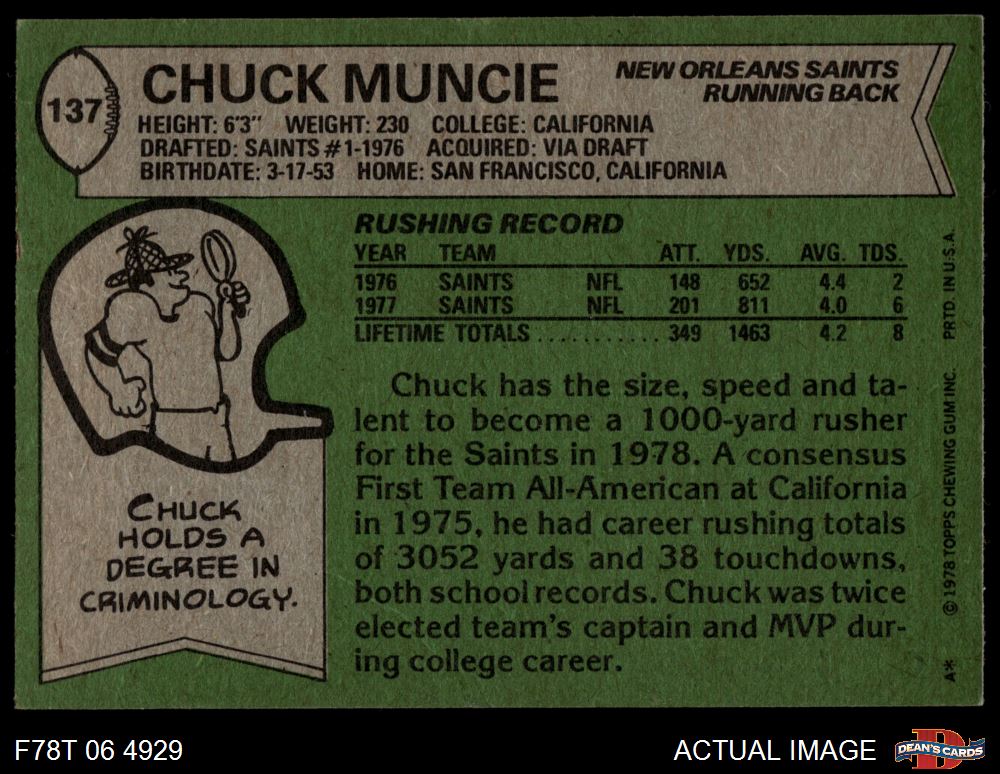 137
CHUCK MUNCIE
NEW ORLEANS SAINTS
RUNNING BACK
HEIGHT: 6'3" WEIGHT: 230 COLLEGE: CALIFORNIA
DRAFTED: SAINTS #1-1976 ACQUIRED: VIA DRAFT
BIRTHDATE: 3-17-53 HOME: SAN FRANCISCO, CALIFORNIA
RUSHING RECORD
YEAR TEAM ATT. YDS. AVG. TDS.
1976 SAINTS NFL 148 652 4.4 2
1977 SAINTS NFL 201 811 4.0 6
LIFETIME TOTALS ........... 349 1463 4.2 8
Chuck has the size, speed and ta-
lent to become a 1000-yard rusher
for the Saints in 1978. A consensus
First Team All-American at California
in 1975, he had career rushing totals
of 3052 yards and 38 touchdowns,
both school records. Chuck was twice
elected team's captain and MVP dur-
ing college career.
CHUCK
HOLDS A
DEGREE IN
CRIMINOLOGY.
A* © 1978 TOPPS CHEWING GUM INC. PRTD. IN U.S.A.
F78T 06 4929
ACTUAL IMAGE
D
DEAN'S CARDS